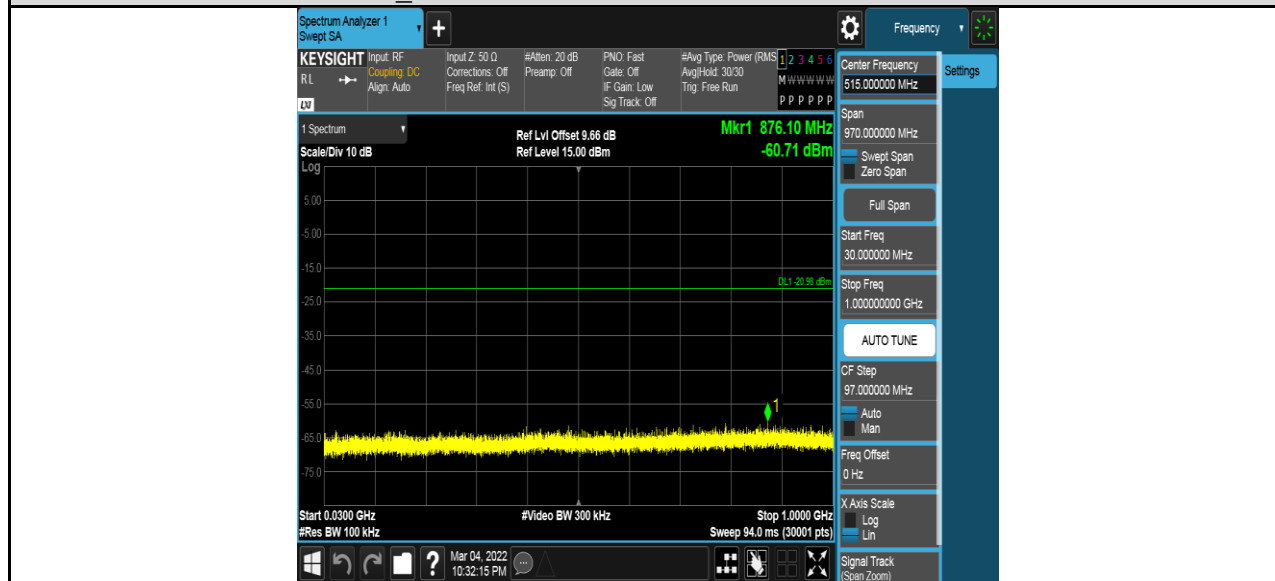 Spectrum Analyzer 1
Swept SA
+
Frequency
KEYSIGHT
RL
LXI
Input: RF
Coupling: DC
Align: Auto
Input Z: 50 Ω
Corrections: Off
Freq Ref: Int (S)
#Atten: 20 dB
Preamp: Off
PNO: Fast
Gate: Off
IF Gain: Low
Sig Track: Off
#Avg Type: Power (RMS
Avg|Hold: 30/30
Trig: Free Run
1 2 3 4 5 6
M W W W W W
P P P P P P
1 Spectrum
Scale/Div 10 dB
Log
Ref Lvl Offset 9.66 dB
Ref Level 15.00 dBm
Mkr1 876.10 MHz
-60.71 dBm
5.00
-5.00
-15.0
DL1 -20.98 dBm
-25.0
-35.0
-45.0
-55.0
1
-65.0
-75.0
Start 0.0300 GHz
#Res BW 100 kHz
#Video BW 300 kHz
Stop 1.0000 GHz
Sweep 94.0 ms (30001 pts)
?
Mar 04, 2022
10:32:15 PM
Center Frequency
515.000000 MHz
Settings
Span
970.000000 MHz
Swept Span
Zero Span
Full Span
Start Freq
30.000000 MHz
Stop Freq
1.000000000 GHz
AUTO TUNE
CF Step
97.000000 MHz
Auto
Man
Freq Offset
0 Hz
X Axis Scale
Log
Lin
Signal Track
(Span Zoom)